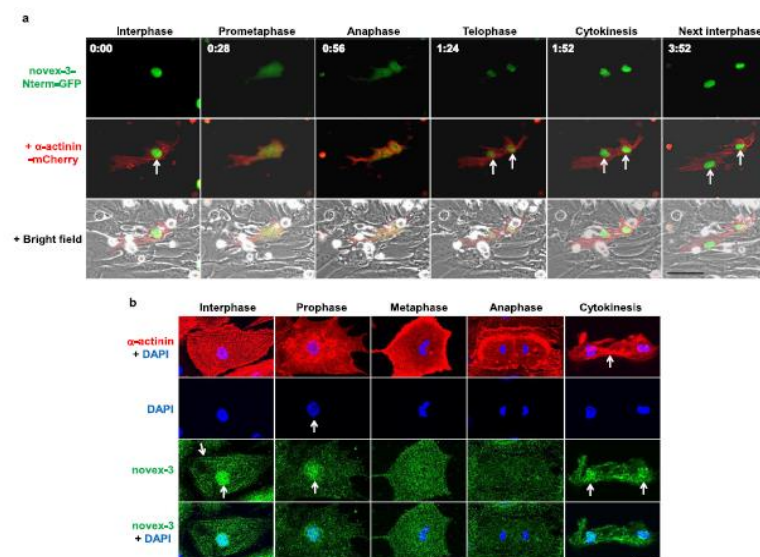 a
Interphase Prometaphase Anaphase Telophase Cytokinesis Next interphase
0:00 0:28 0:56 1:24 1:52 3:52
novex-3-
Nterm-GFP
+ α-actinin
-mCherry
+ Bright field
b
Interphase Prophase Metaphase Anaphase Cytokinesis
α-actinin
+ DAPI
DAPI
novex-3
novex-3
+ DAPI